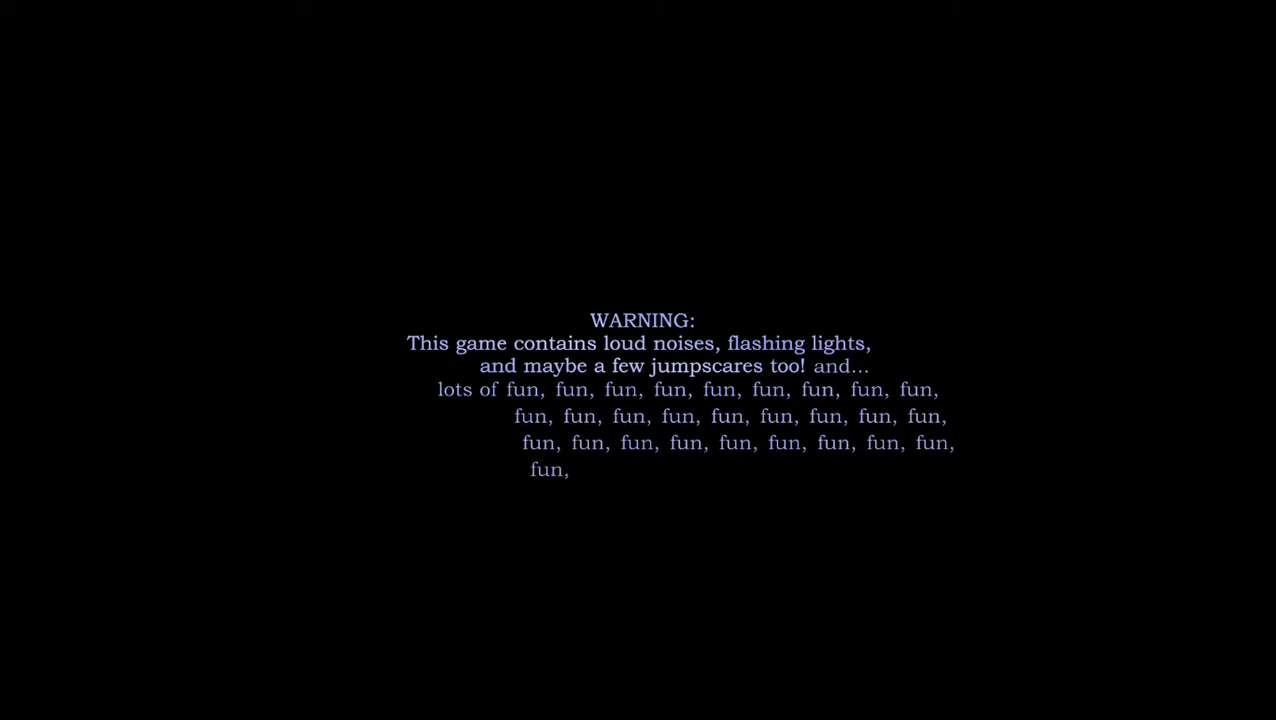 WARNING:
This game contains loud noises, flashing lights,
and maybe a few jumpscares too! and...
lots of fun, fun, fun, fun, fun, fun, fun, fun, fun,
fun, fun, fun, fun, fun, fun, fun, fun, fun,
fun, fun, fun, fun, fun, fun, fun, fun, fun,
fun,